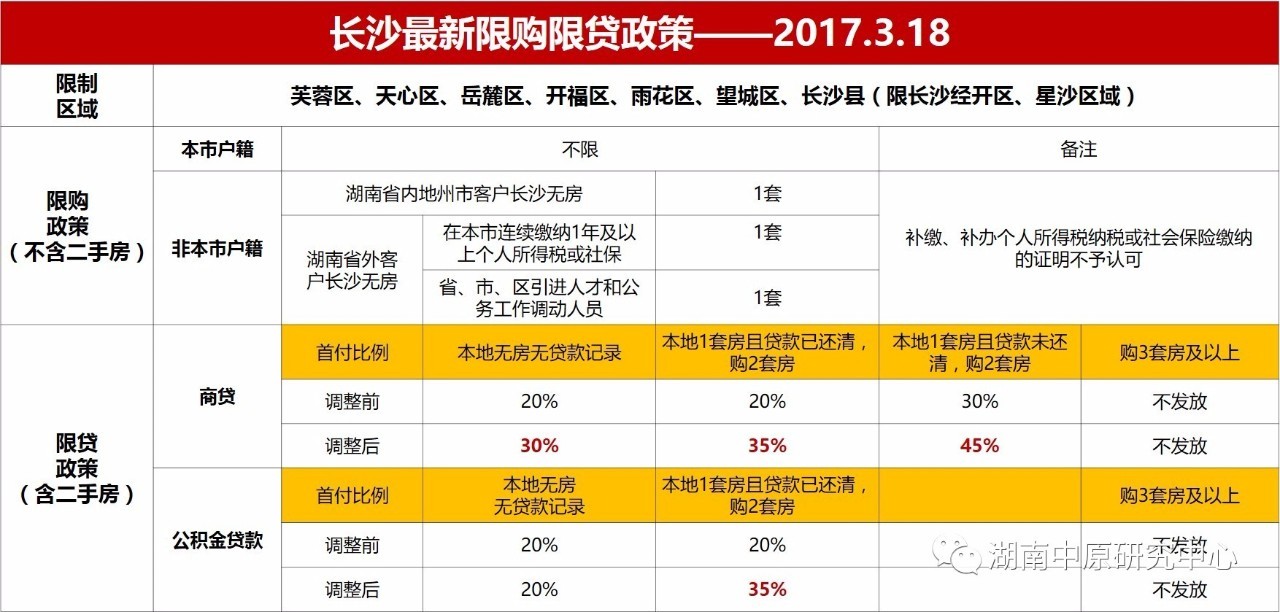 长沙最新限购限贷政策——2017.3.18
限制
区域
芙蓉区、天心区、岳麓区、开福区、雨花区、望城区、长沙县（限长沙经开区、星沙区域）
限购
政策
（不含二手房）
本市户籍
不限
备注
非本市户籍
湖南省内地州市客户长沙无房
1套
湖南省外客
户长沙无房
在本市连续缴纳1年及以
上个人所得税或社保
1套
省、市、区引进人才和公
务工作调动人员
1套
补缴、补办个人所得税纳税或社会保险缴纳
的证明不予认可
限贷
政策
（含二手房）
商贷
首付比例
本地无房无贷款记录
本地1套房且贷款已还清，
购2套房
本地1套房且贷款未还
清，购2套房
购3套房及以上
调整前
20%
20%
30%
不发放
调整后
30%
35%
45%
不发放
公积金贷款
首付比例
本地无房
无贷款记录
本地1套房且贷款已还清，
购2套房
购3套房及以上
调整前
20%
20%
不发放
调整后
20%
35%
不发放
湖南中原研究中心